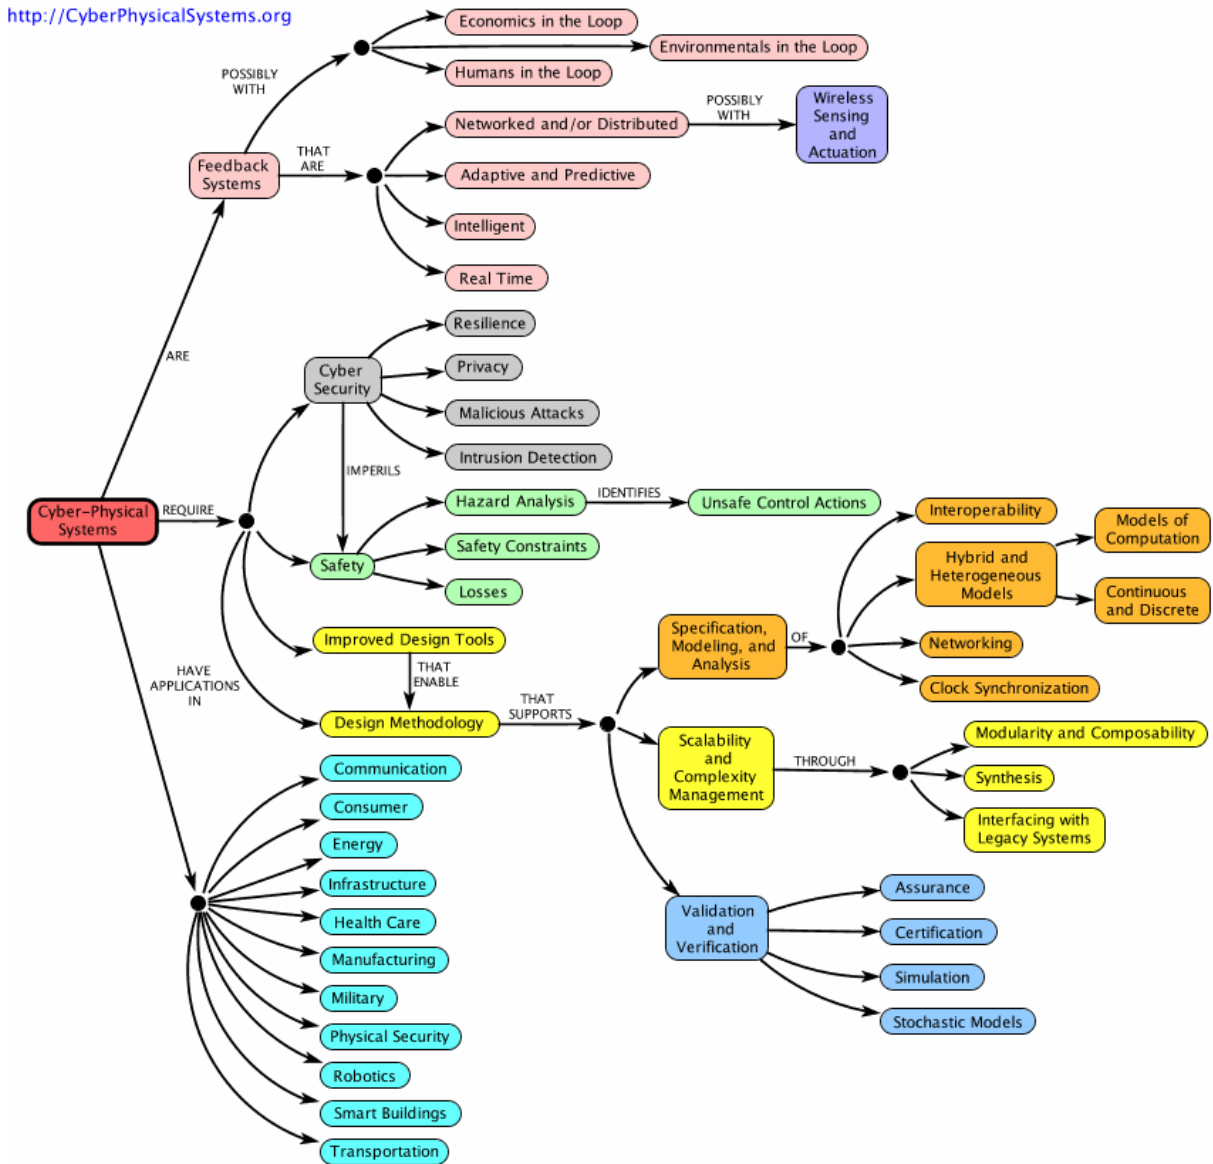 http://CyberPhysicalSystems.org
Economics in the Loop
Environmentals in the Loop
Humans in the Loop
POSSIBLY
WITH
Networked and/or Distributed
POSSIBLY
WITH
Wireless
Sensing
and
Actuation
Feedback
Systems
THAT
ARE
Adaptive and Predictive
Intelligent
Real Time
ARE
Resilience
Cyber
Security
Privacy
Malicious Attacks
Intrusion Detection
IMPERILS
Cyber-Physical
Systems
REQUIRE
Hazard Analysis
IDENTIFIES
Unsafe Control Actions
Safety
Safety Constraints
Losses
Interoperability
Hybrid and
Heterogeneous
Models
Models of
Computation
Continuous
and Discrete
Improved Design Tools
Specification,
Modeling, and
Analysis
OF
Networking
Clock Synchronization
HAVE
APPLICATIONS
IN
THAT
ENABLE
Design Methodology
THAT
SUPPORTS
Scalability
and
Complexity
Management
THROUGH
Modularity and Composability
Synthesis
Interfacing with
Legacy Systems
Communication
Consumer
Energy
Infrastructure
Health Care
Manufacturing
Military
Physical Security
Robotics
Smart Buildings
Transportation
Validation
and
Verification
Assurance
Certification
Simulation
Stochastic Models